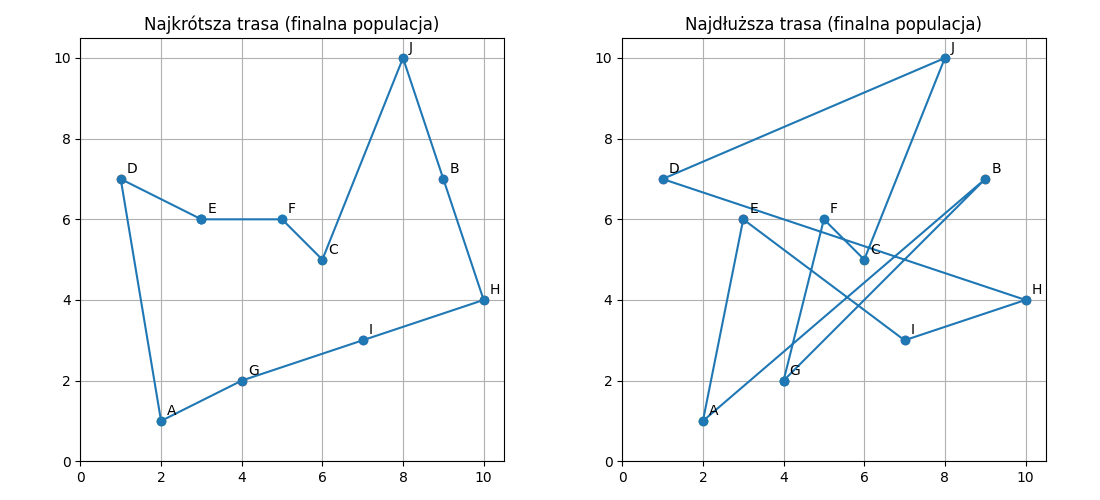 Najkrótsza trasa (finalna populacja)
10
8
6
4
2
0
0 2 4 6 8 10
J
D
B
E
F
C
H
I
G
A
Najdłuższa trasa (finalna populacja)
10
8
6
4
2
0
0 2 4 6 8 10
J
D
B
E
F
C
H
I
G
A